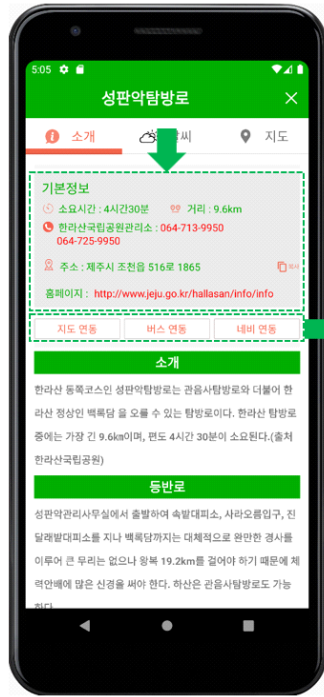 5:05
성판악탐방로
소개
지도
기본정보
소요시간 : 4시간30분 거리 : 9.6km
한라산국립공원관리소 : 064-713-9950
064-725-9950
주소 : 제주시 조천읍 516로 1865
홈페이지 : http://www.jeju.go.kr/hallasan/info/info
지도 연동 버스 연동 네비 연동
소개
한라산 동쪽코스인 성판악탐방로는 관음사탐방로와 더불어 한
라산 정상인 백록담 을 오를 수 있는 탐방로이다. 한라산 탐방로
중에는 가장 긴 9.6㎞이며, 편도 4시간 30분이 소요된다.(출처
한라산국립공원)
등반로
성판악관리사무실에서 출발하여 속밭대피소, 사라오름입구, 진
달래밭대피소를 지나 백록담까지는 대체적으로 완만한 경사를
이루어 큰 무리는 없으나 왕복 19.2km를 걸어야 하기 때문에 체
력안배에 많은 신경을 써야 한다. 하산은 관음사탐방로도 가능
하다